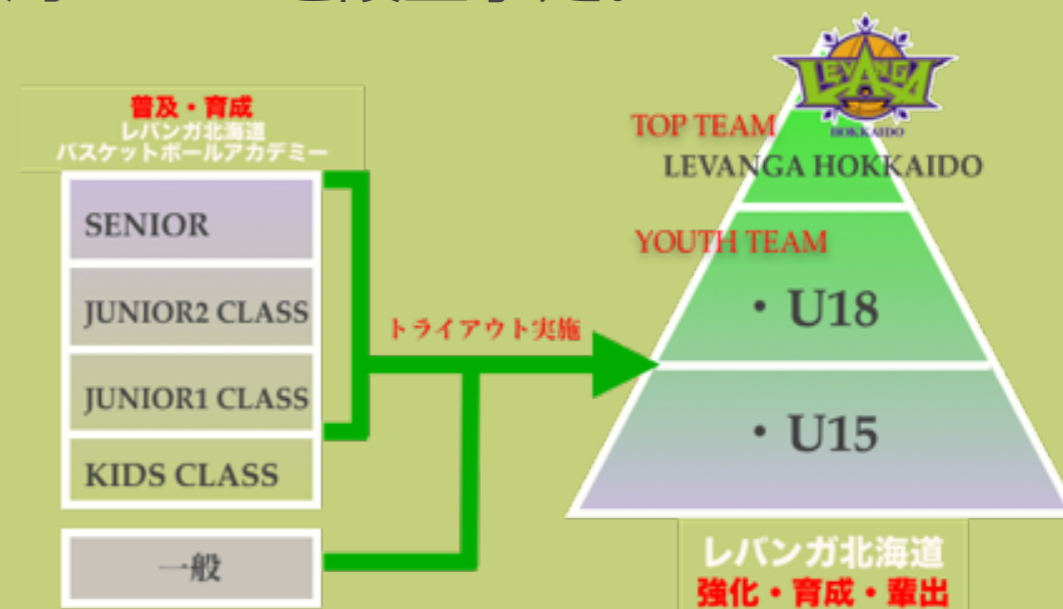 普及・育成
レバンガ北海道
バスケットボールアカデミー
SENIOR
JUNIOR2 CLASS
JUNIOR1 CLASS
KIDS CLASS
一般
トライアウト実施
LEVANGA
HOKKAIDO
TOP TEAM
LEVANGA HOKKAIDO
YOUTH TEAM
・U18
・U15
レバンガ北海道
強化・育成・輩出